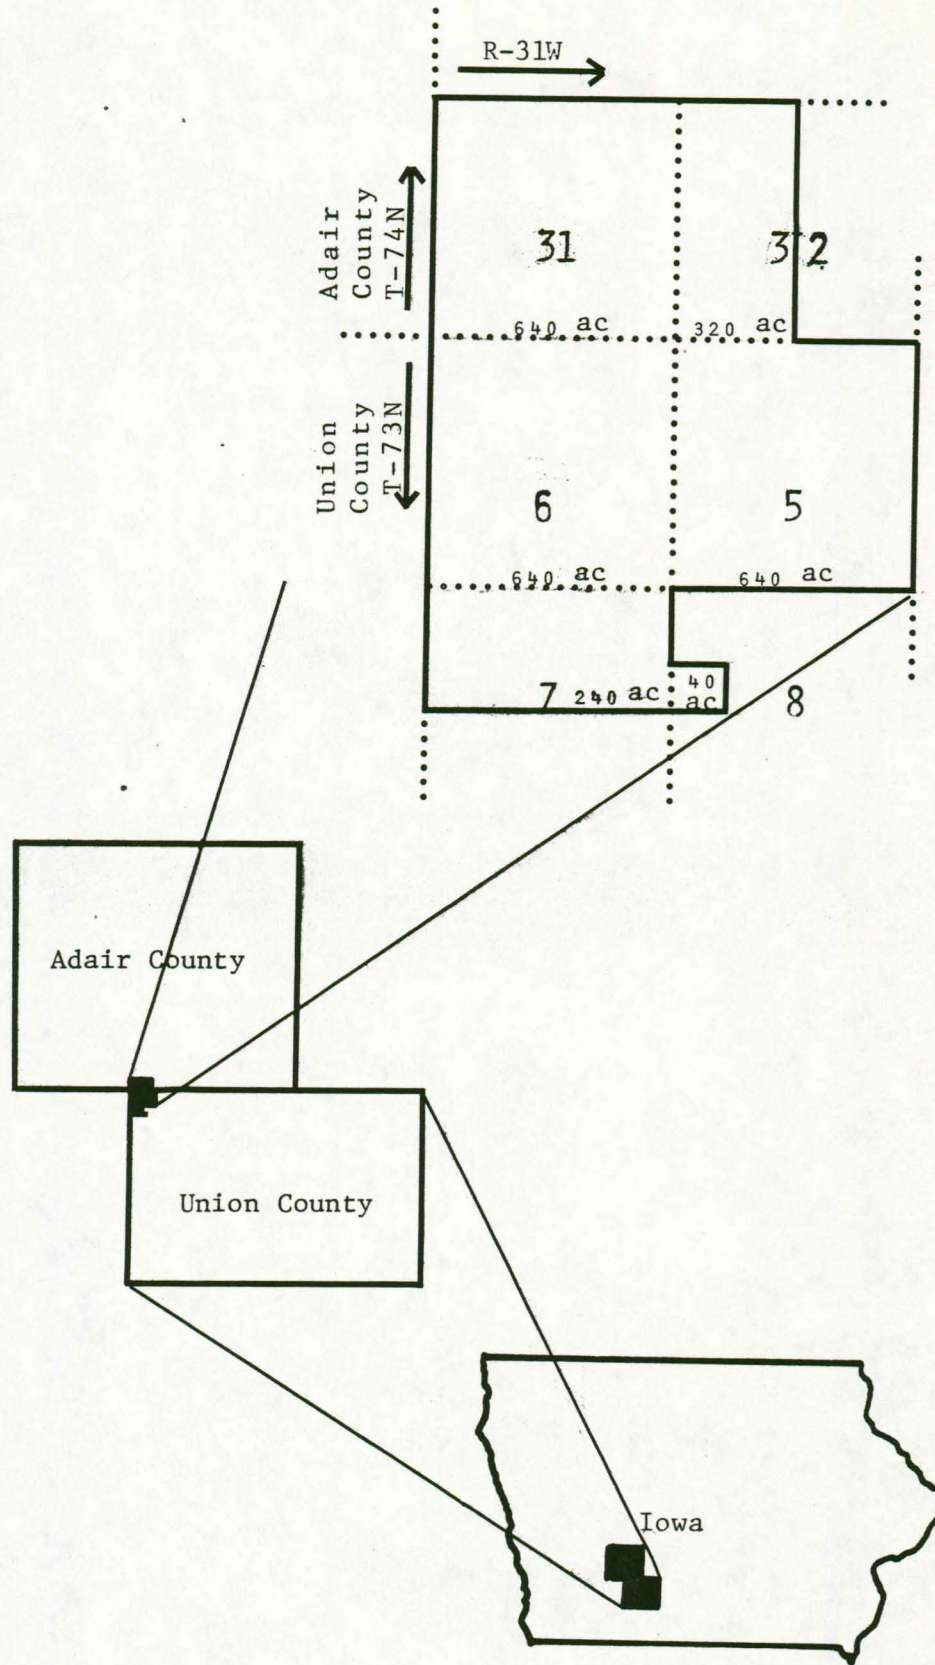 R-31W
Adair
County
T-74N
31
32
640 ac
320 ac
Union
County
T-73N
6
5
640 ac
640 ac
7
240 ac
40
ac
8
Adair County
Union County
Iowa